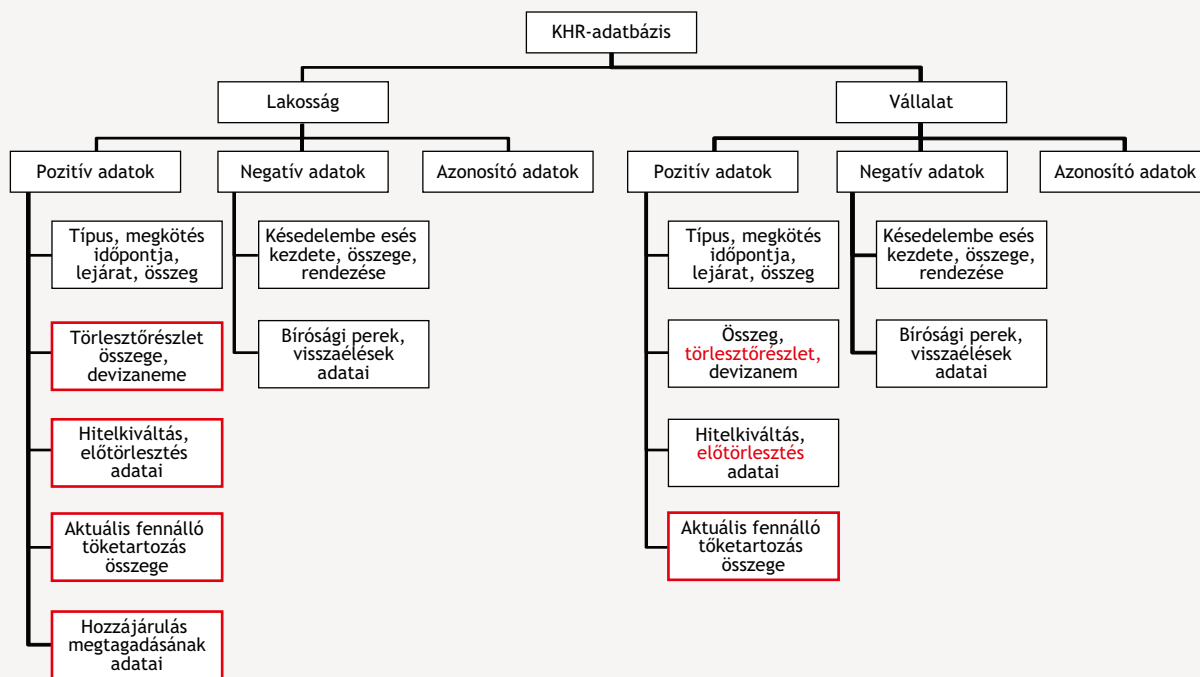 KHR-adatbázis
Lakosság
Vállalat
Pozitív adatok
Negatív adatok
Azonosító adatok
Pozitív adatok
Negatív adatok
Azonosító adatok
Típus, megkötés
időpontja,
lejárat, összeg
Késedelembe esés
kezdete, összege,
rendezése
Típus, megkötés
időpontja,
lejárat, összeg
Késedelembe esés
kezdete, összege,
rendezése
Törlesztőrészlet
összege,
devizaneme
Bírósági perek,
visszaélések
adatai
Összeg,
törlesztőrészlet,
devizanem
Bírósági perek,
visszaélések
adatai
Hitelkiváltás,
előtörlesztés
adatai
Hitelkiváltás,
előtörlesztés
adatai
Aktuális fennálló
tőketartozás
összege
Aktuális fennálló
tőketartozás
összege
Hozzájárulás
megtagadásának
adatai